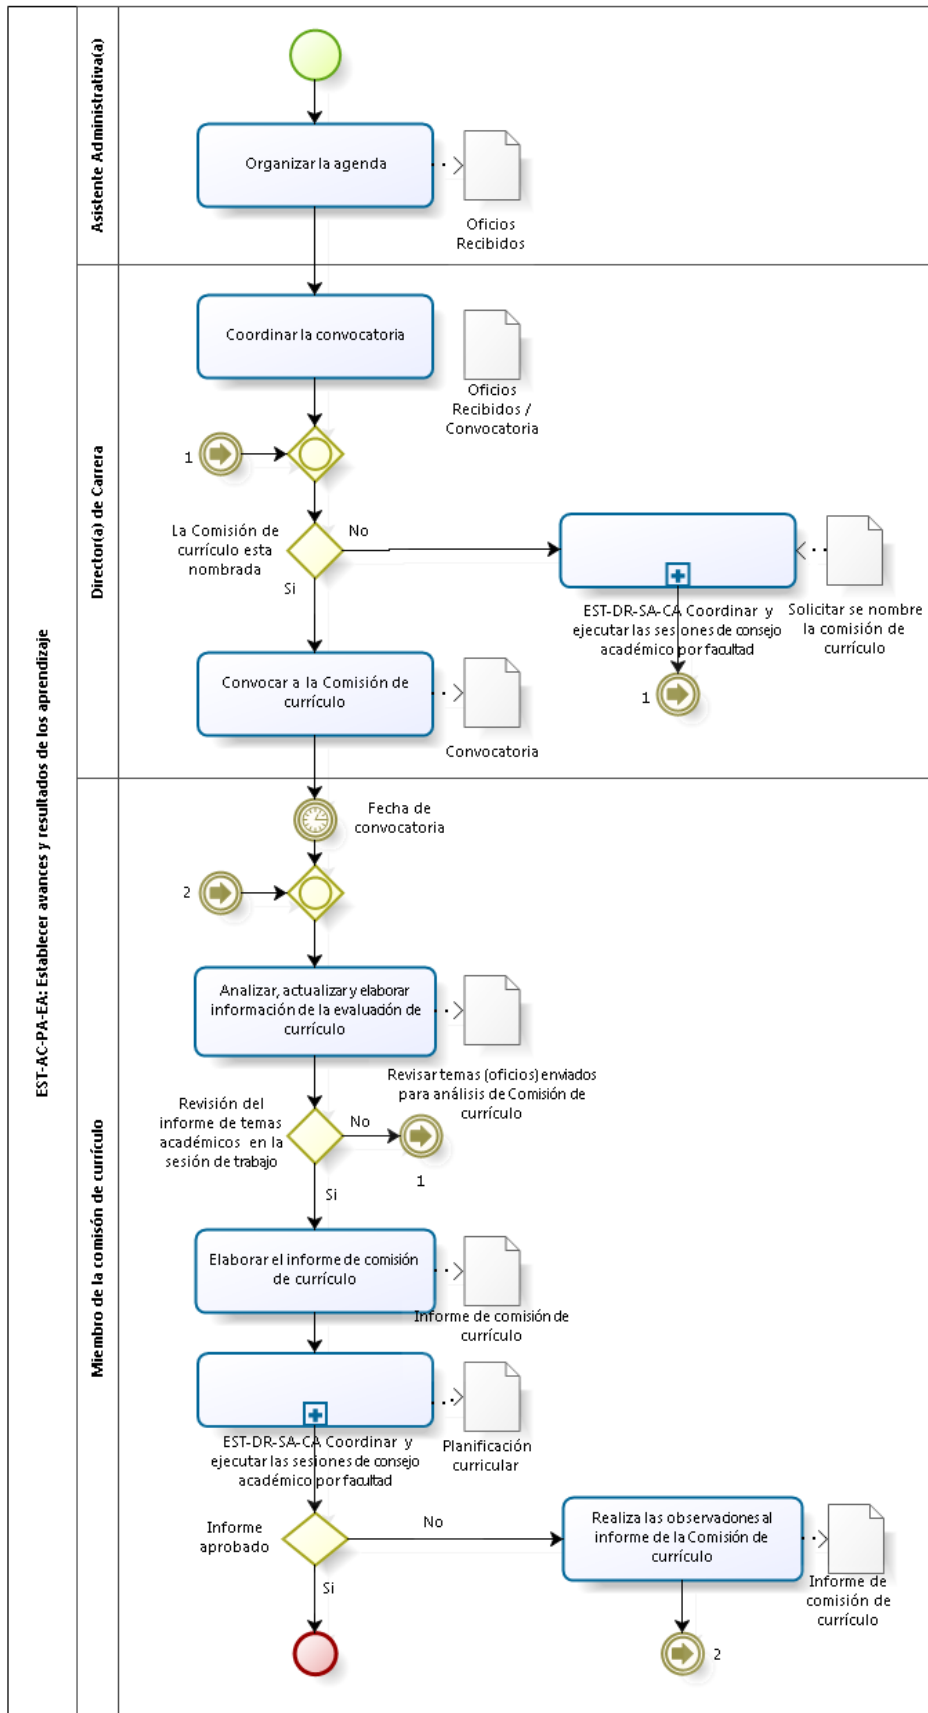 EST-AC-PA-EA: Establecer avances y resultados de los aprendizaje
Asistente Administrativa(a)
Organizar la agenda
Oficios
Recibidos
Director(a) de Carrera
Coordinar la convocatoria
Oficios
Recibidos /
Convocatoria
1
La Comisión de
currículo esta
nombrada
No
Si
EST-DR-SA-CA Coordinar y
ejecutar las sesiones de consejo
académico por facultad
Solicitar se nombre
la comisión de
currículo
1
Convocar a la Comisión de
currículo
Convocatoria
Miembro de la comisón de currículo
Fecha de
convocatoria
2
Analizar, actualizar y elaborar
información de la evaluación de
currículo
Revisar temas (oficios) enviados
para análisis de Comisión de
currículo
Revisión del
informe de temas
académicos en la
sesión de trabajo
No
1
Si
Elaborar el informe de comisión
de currículo
Informe de comisión de
currículo
EST-DR-SA-CA Coordinar y
ejecutar las sesiones de consejo
académico por facultad
Planificación
curricular
Informe
aprobado
No
Si
Realiza las observaciones al
informe de la Comisión de
currículo
Informe de
comisión de
currículo
2